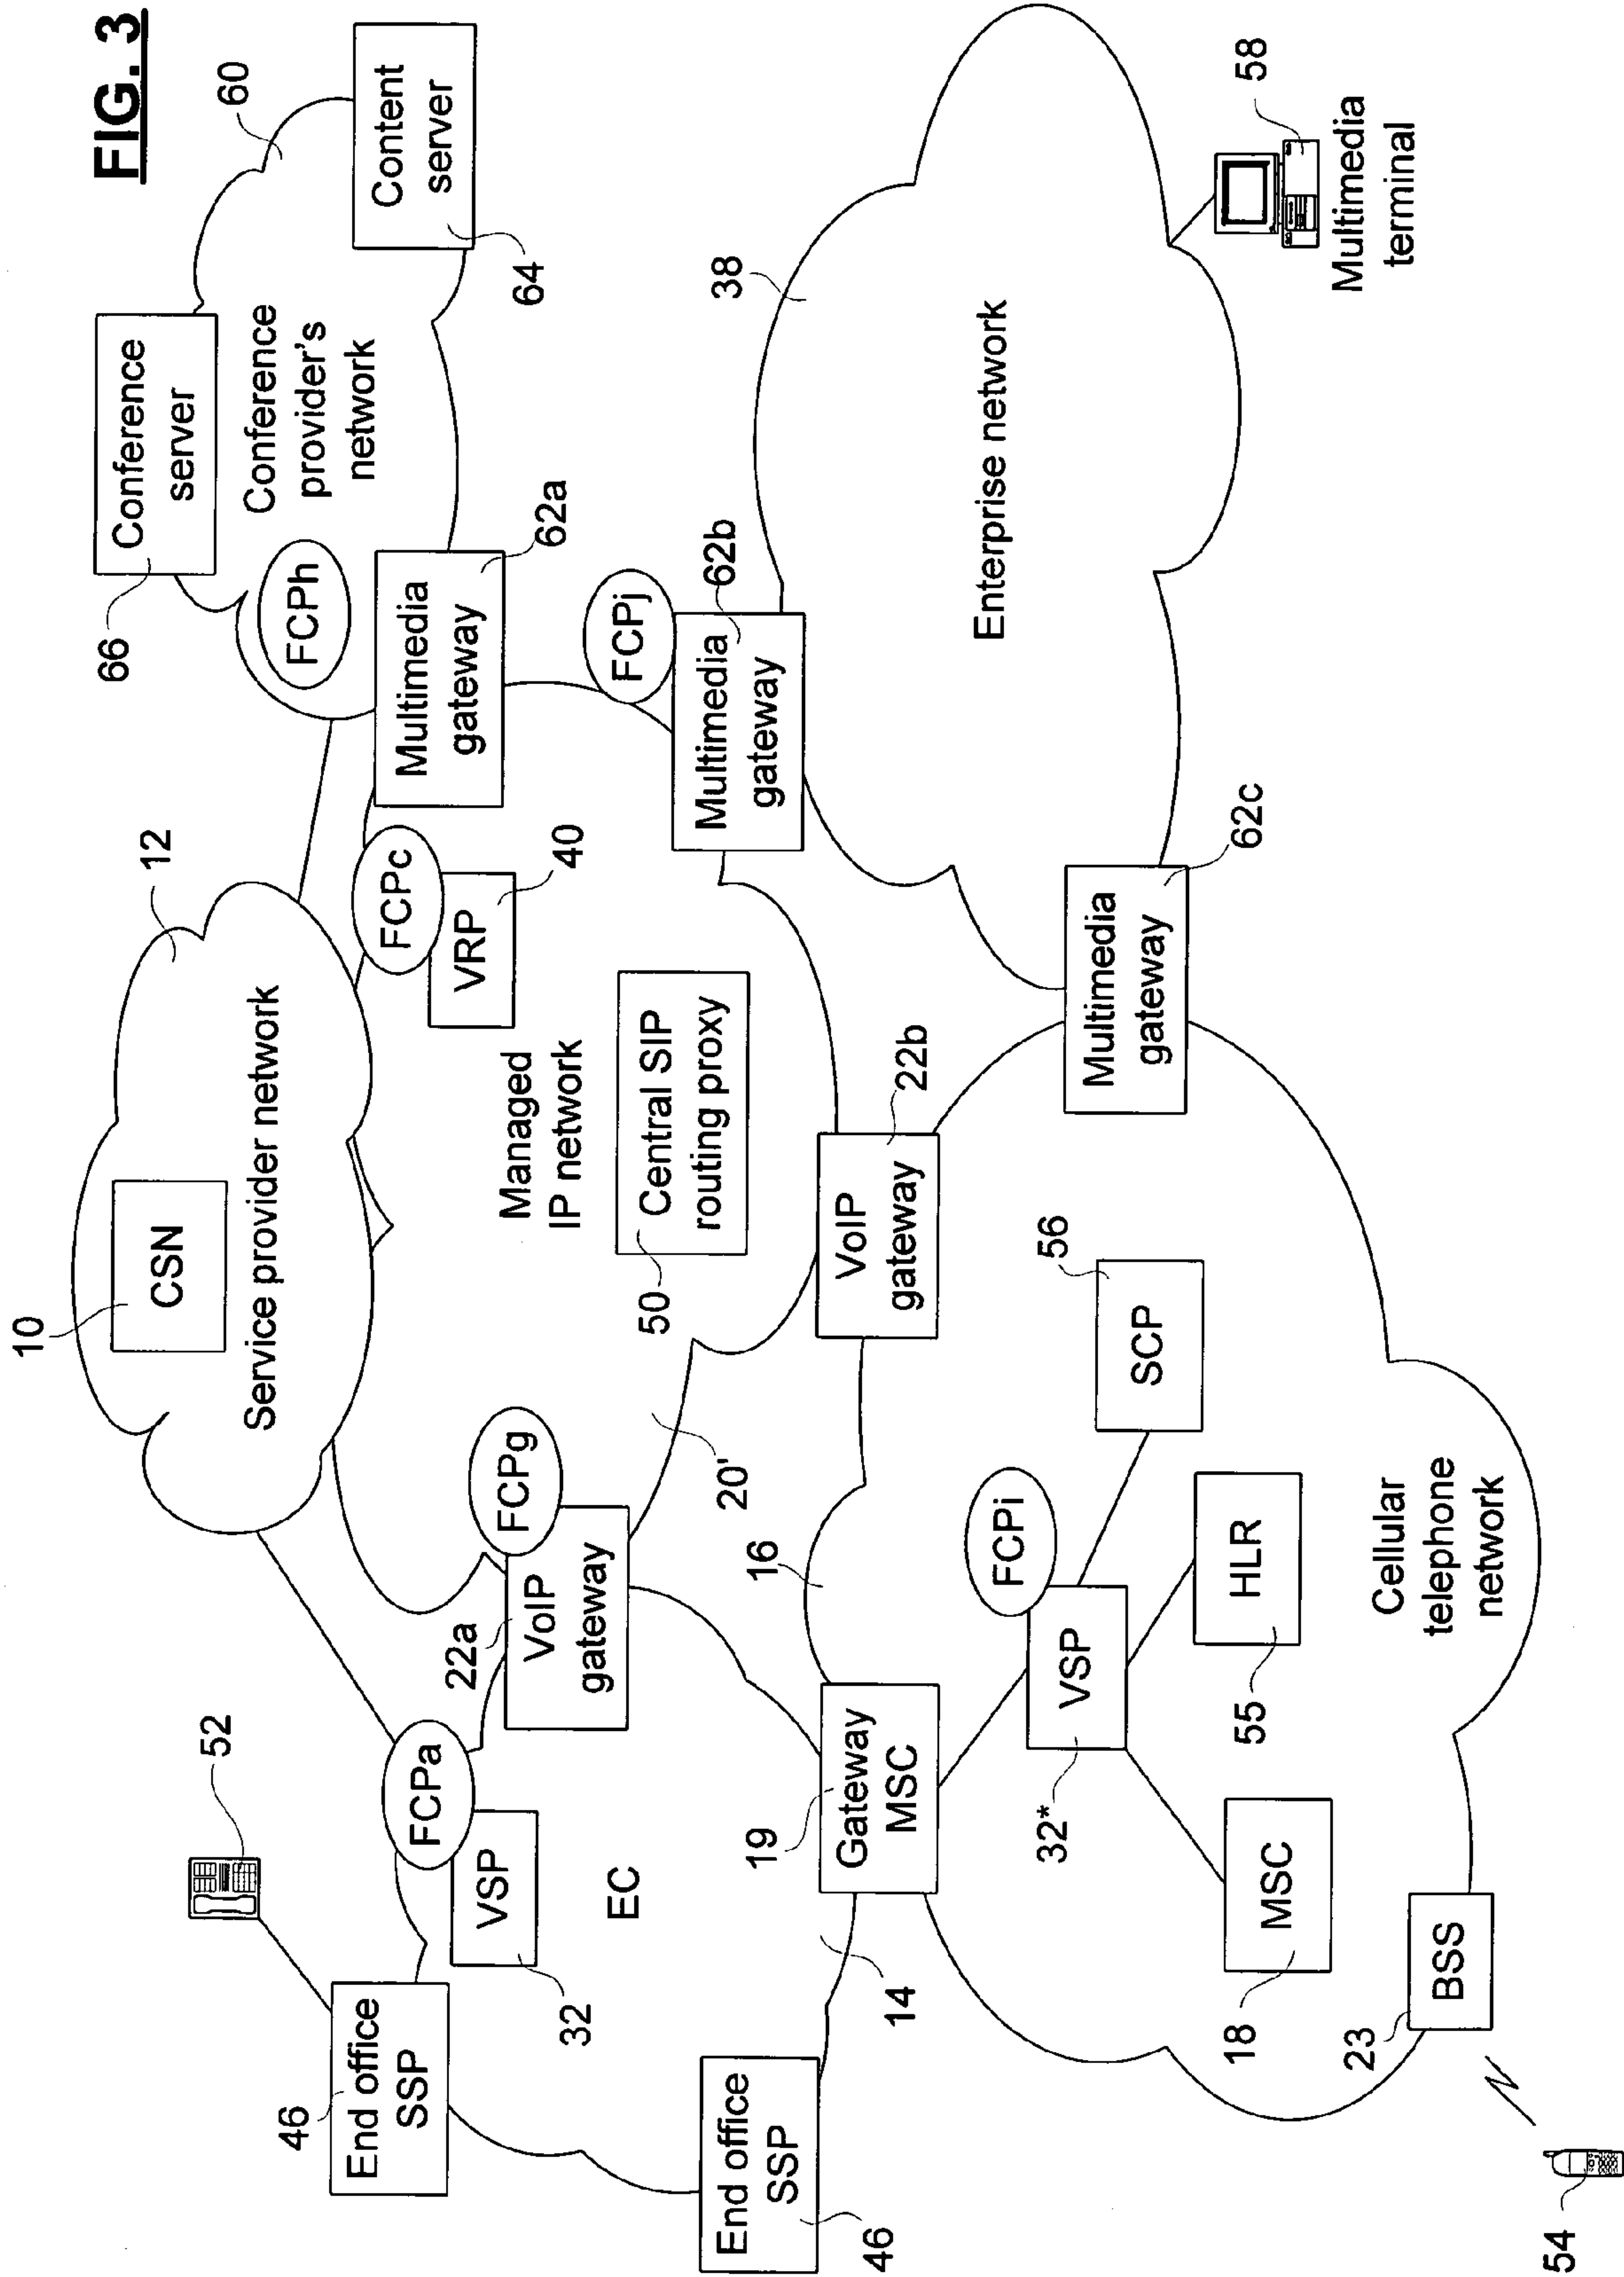 FIG. 3
10
CSN
Service provider network
12
66
Conference
server
60
Conference
provider's
network
Content
server
64
FCPh
Multimedia
gateway
62a
52
46
End office
SSP
FCPa
VSP
32
EC
22a
VoIP
gateway
FCPg
20'
Managed
IP network
FCPc
VRP
40
50
Central SIP
routing proxy
FCPj
Multimedia
gateway
62b
38
Enterprise network
58
Multimedia
terminal
End office
SSP
46
14
19
Gateway
MSC
16
VoIP
gateway
22b
Multimedia
gateway
62c
FCPi
VSP
32*
SCP
56
HLR
55
MSC
18
Cellular
telephone
network
23
BSS
54